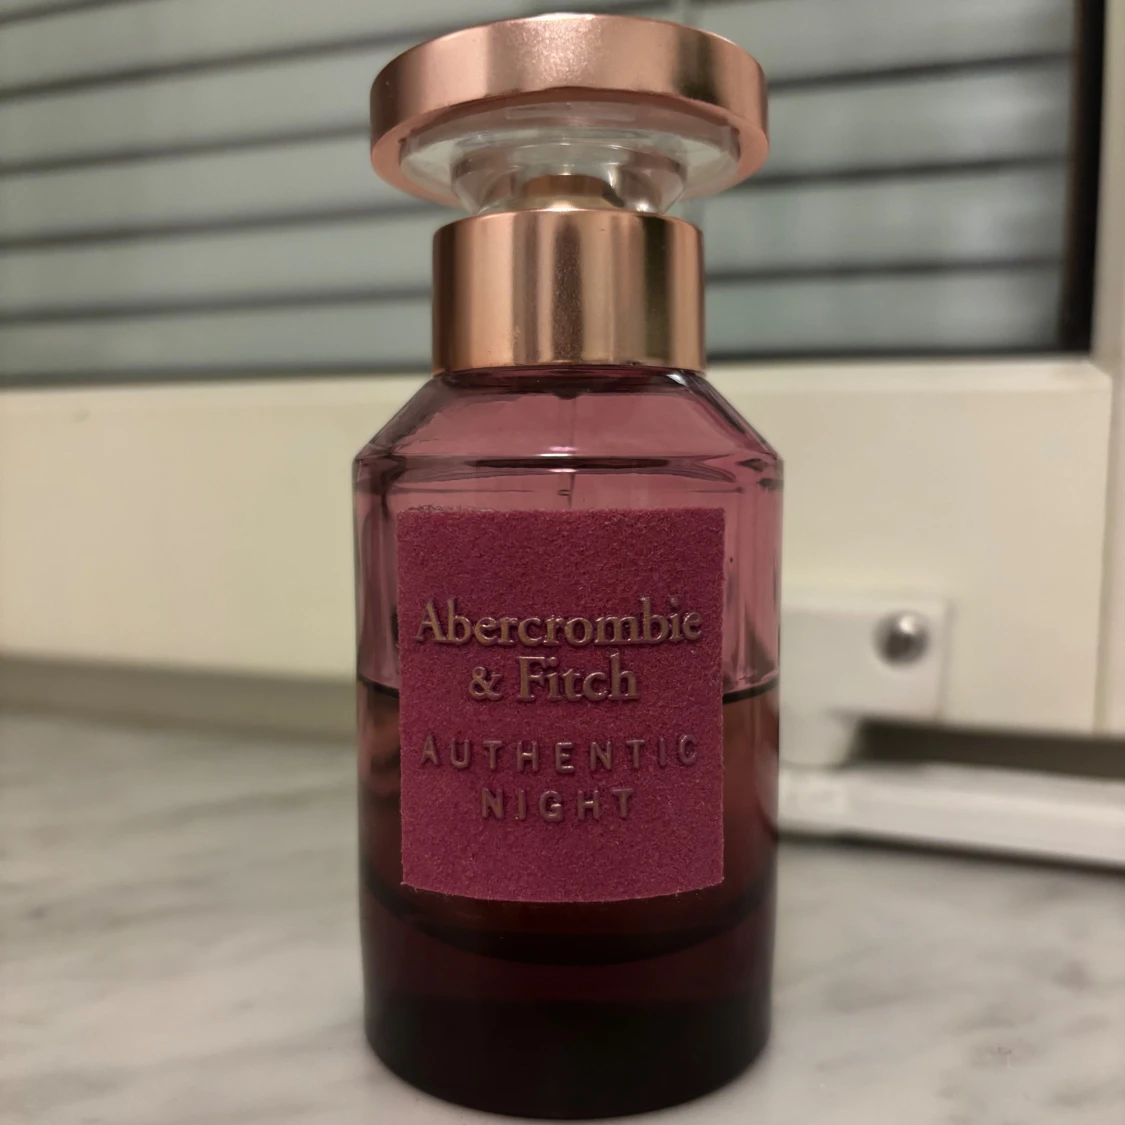 Abercrombie
& Fitch
AUTHENTIC
NIGHT